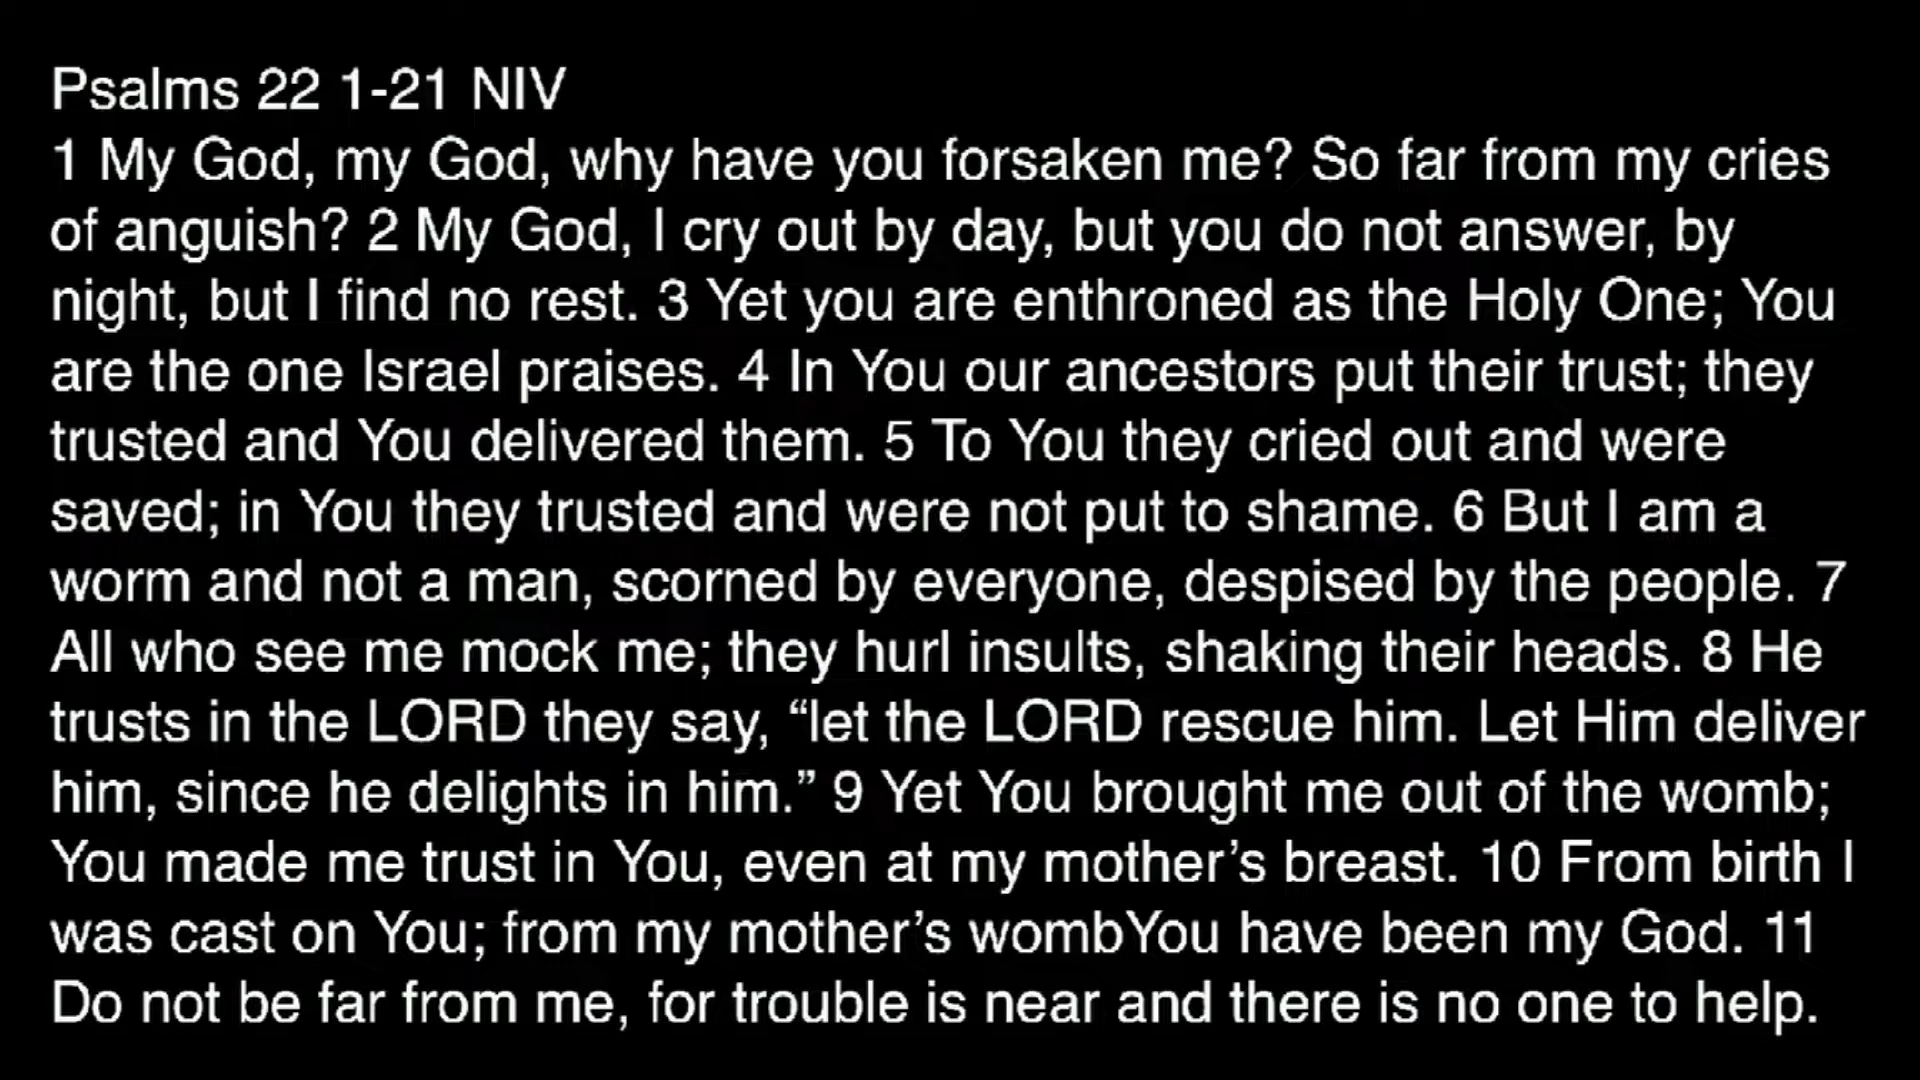 Psalms 22 1-21 NIV
1 My God, my God, why have you forsaken me? So far from my cries
of anguish? 2 My God, I cry out by day, but you do not answer, by
night, but I find no rest. 3 Yet you are enthroned as the Holy One; You
are the one Israel praises. 4 In You our ancestors put their trust; they
trusted and You delivered them. 5 To You they cried out and were
saved; in You they trusted and were not put to shame. 6 But I am a
worm and not a man, scorned by everyone, despised by the people. 7
All who see me mock me; they hurl insults, shaking their heads. 8 He
trusts in the LORD they say, “let the LORD rescue him. Let Him deliver
him, since he delights in him.” 9 Yet You brought me out of the womb;
You made me trust in You, even at my mother’s breast. 10 From birth I
was cast on You; from my mother’s wombYou have been my God. 11
Do not be far from me, for trouble is near and there is no one to help.